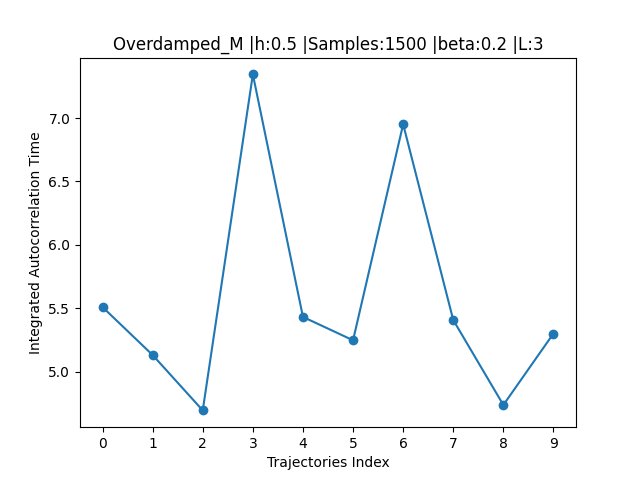 Overdamped_M |h:0.5 |Samples:1500 |beta:0.2 |L:3
Integrated Autocorrelation Time
7.0
6.5
6.0
5.5
5.0
0 1 2 3 4 5 6 7 8 9
Trajectories Index